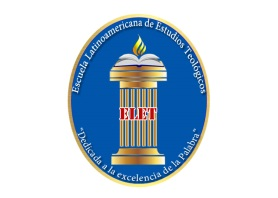 Escuela Latinoamericana de Estudios Teológicos
ELET
"Dedicada a la excelencia de la Palabra"